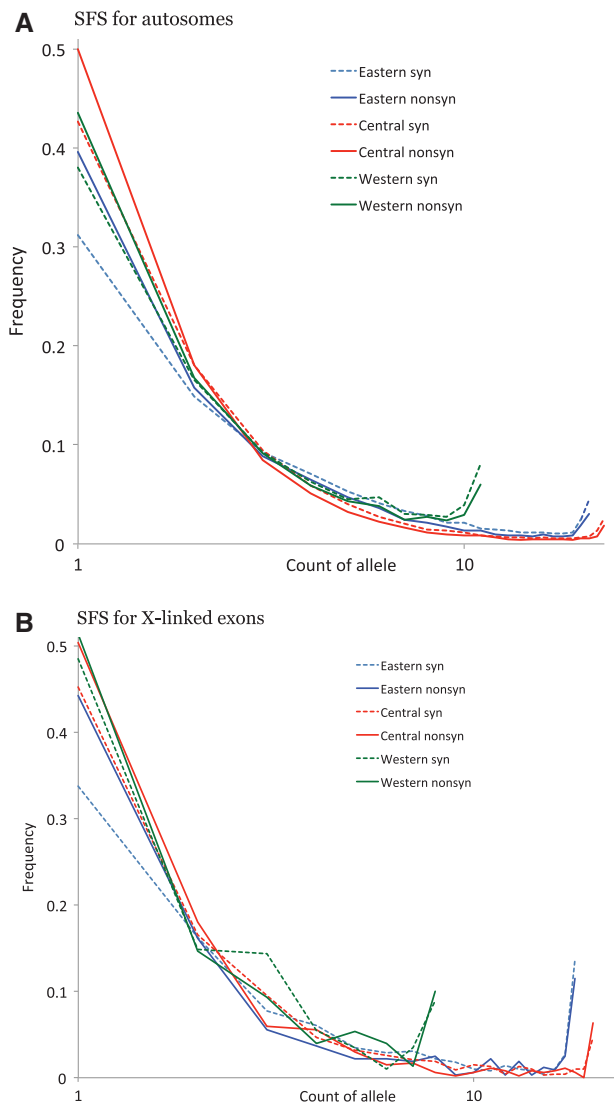 A
SFS for autosomes
0.5
0.4
0.3
0.2
0.1
0
Frequency
Eastern syn
Eastern nonsyn
Central syn
Central nonsyn
Western syn
Western nonsyn
1
Count of allele
10
B
SFS for X-linked exons
0.5
0.4
0.3
0.2
0.1
0
Frequency
Eastern syn
Eastern nonsyn
Central syn
Central nonsyn
Western syn
Western nonsyn
1
Count of allele
10